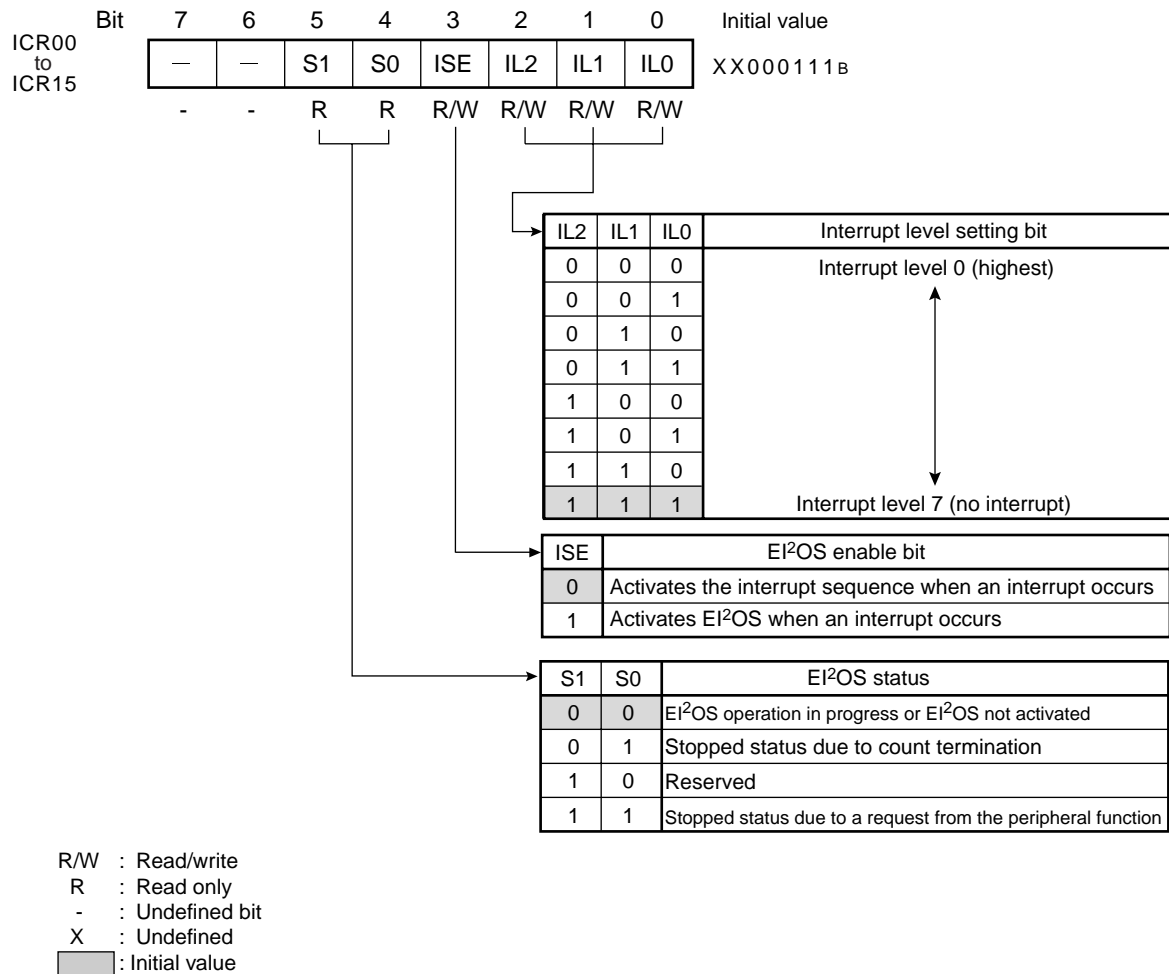 Bit 7 6 5 4 3 2 1 0 Initial value
ICR00
to
ICR15
— — S1 S0 ISE IL2 IL1 IL0 XX000111B
- - R R R/W R/W R/W R/W
IL2 IL1 IL0 Interrupt level setting bit
0 0 0 Interrupt level 0 (highest)
0 0 1
0 1 0
0 1 1
1 0 0
1 0 1
1 1 0
1 1 1 Interrupt level 7 (no interrupt)
ISE EI²OS enable bit
0 Activates the interrupt sequence when an interrupt occurs
1 Activates EI²OS when an interrupt occurs
S1 S0 EI²OS status
0 0 EI²OS operation in progress or EI²OS not activated
0 1 Stopped status due to count termination
1 0 Reserved
1 1 Stopped status due to a request from the peripheral function
R/W : Read/write
R : Read only
- : Undefined bit
X : Undefined
: Initial value